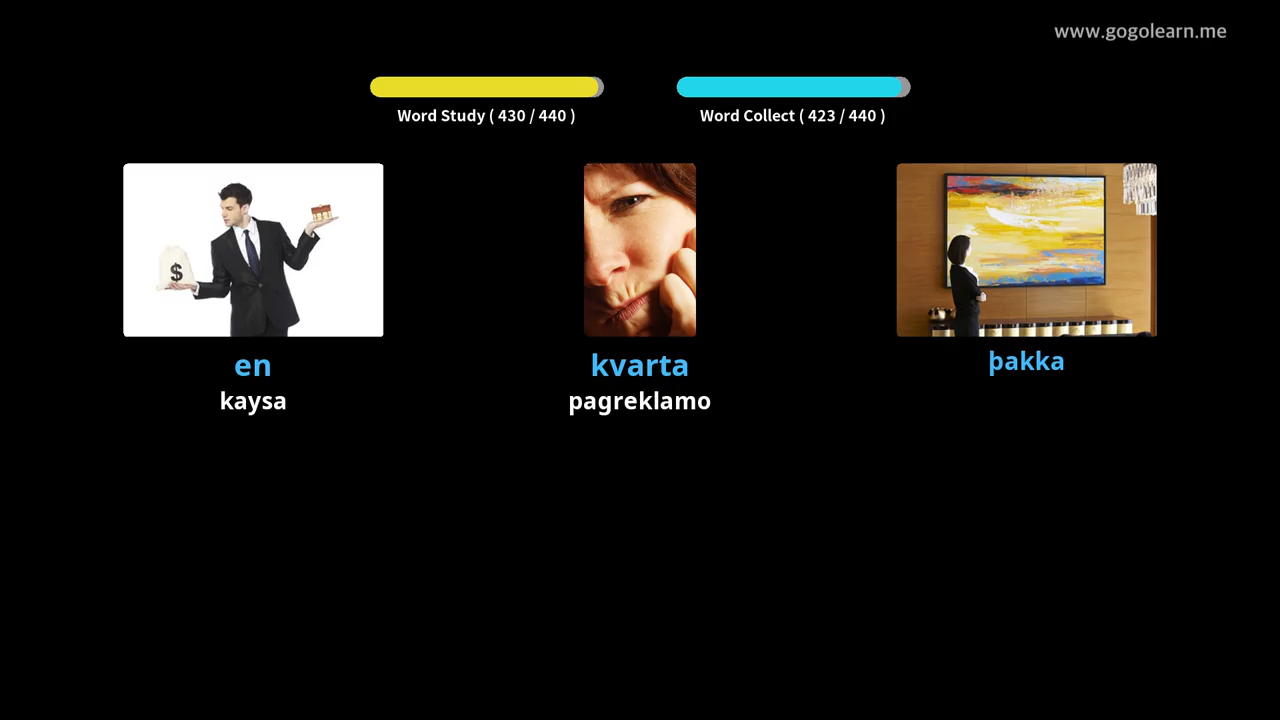 www.gogolearn.me
Word Study ( 430 / 440 )
Word Collect ( 423 / 440 )
$
en
kvarta
þakka
kaysa
pagreklamo